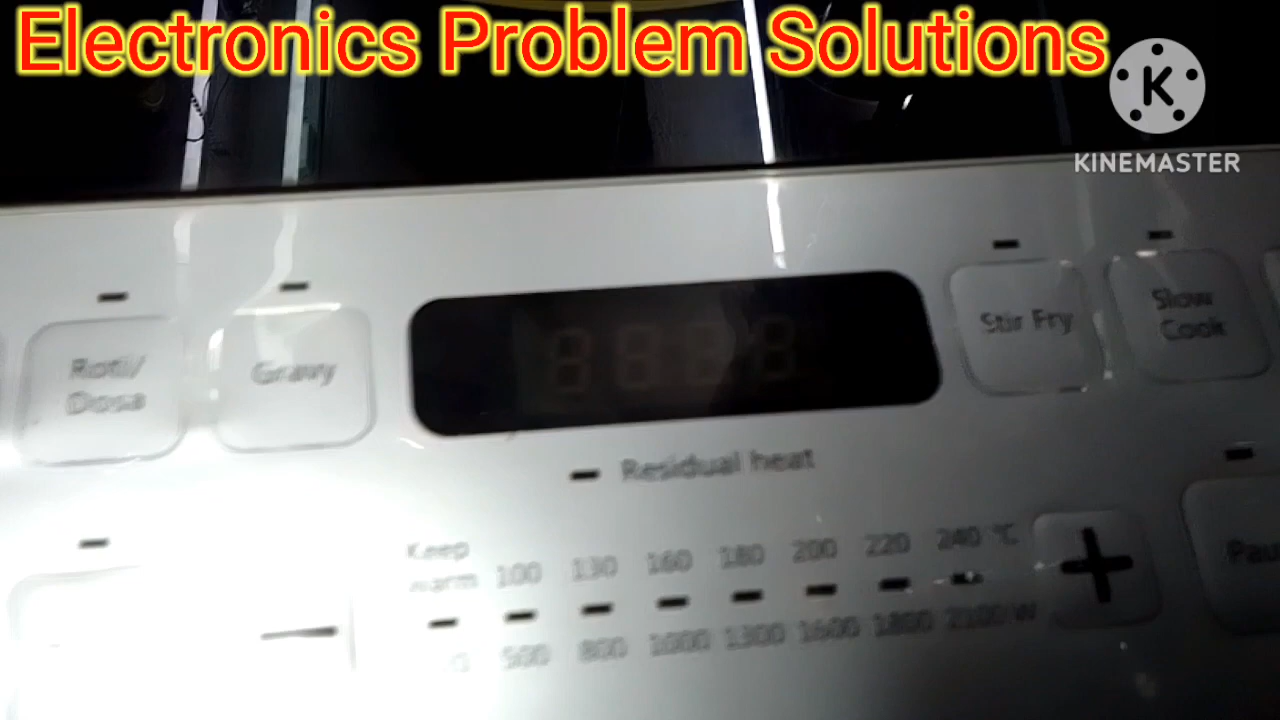 Electronics Problem Solutions
K
KINEMASTER
Roti/
Dosa
Gravy
Stir Fry
Slow
Cook
Residual heat
Keep
warm 100 130 160 180 200 220 240 °C
500 800 1000 1300 1600 1800 2100 W
+
Pau